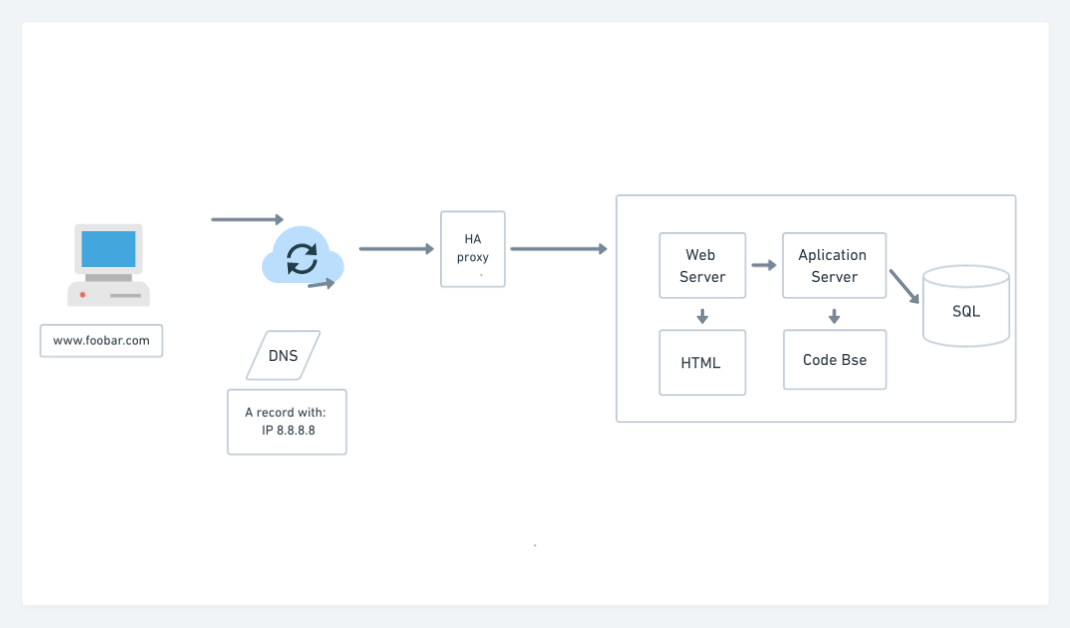 www.foobar.com
DNS
A record with:
IP 8.8.8.8
HA
proxy
Web
Server
Aplication
Server
SQL
HTML
Code Bse